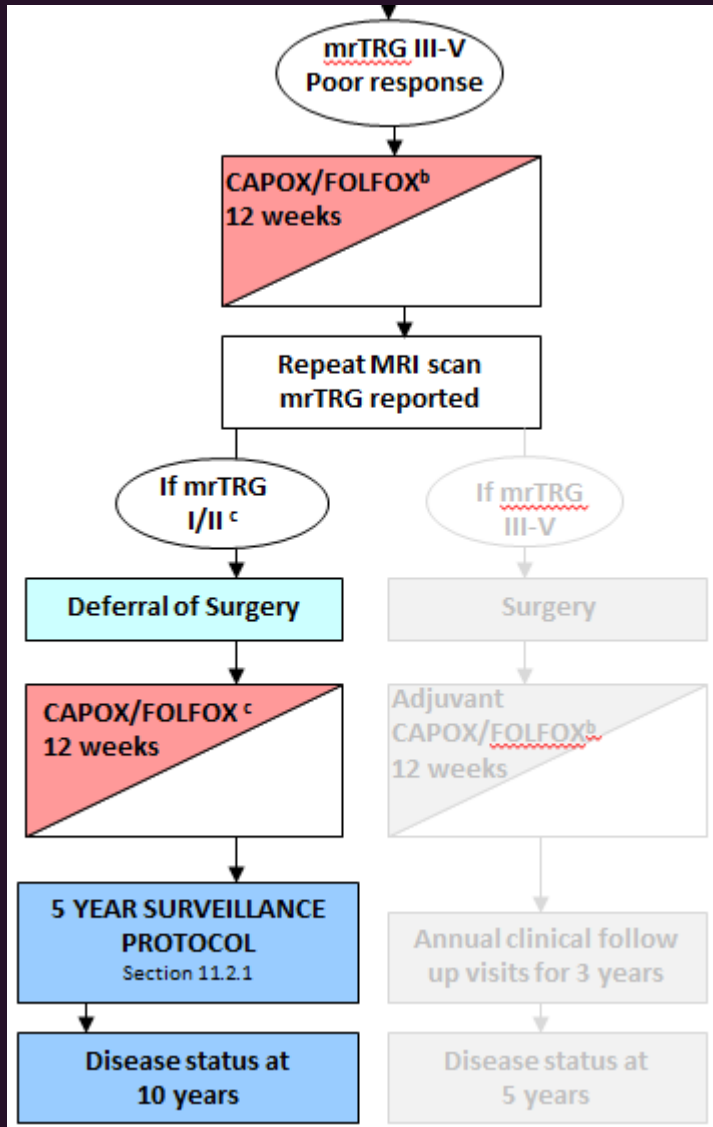 mrTRG III-V
Poor response
CAPOX/FOLFOXᵇ
12 weeks
Repeat MRI scan
mrTRG reported
If mrTRG
I/II ᶜ
If mrTRG
III-V
Deferral of Surgery
Surgery
CAPOX/FOLFOX ᶜ
12 weeks
Adjuvant
CAPOX/FOLFOXᵇ
12 weeks
5 YEAR SURVEILLANCE
PROTOCOL
Section 11.2.1
Annual clinical follow
up visits for 3 years
Disease status at
10 years
Disease status at
5 years